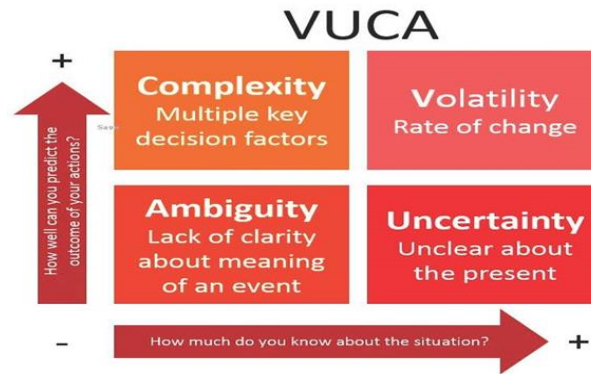 VUCA
+
Complexity
Multiple key
decision factors
Volatility
Rate of change
Save
How well can you predict the
outcome of your actions?
Ambiguity
Lack of clarity
about meaning
of an event
Uncertainty
Unclear about
the present
-
How much do you know about the situation?
+